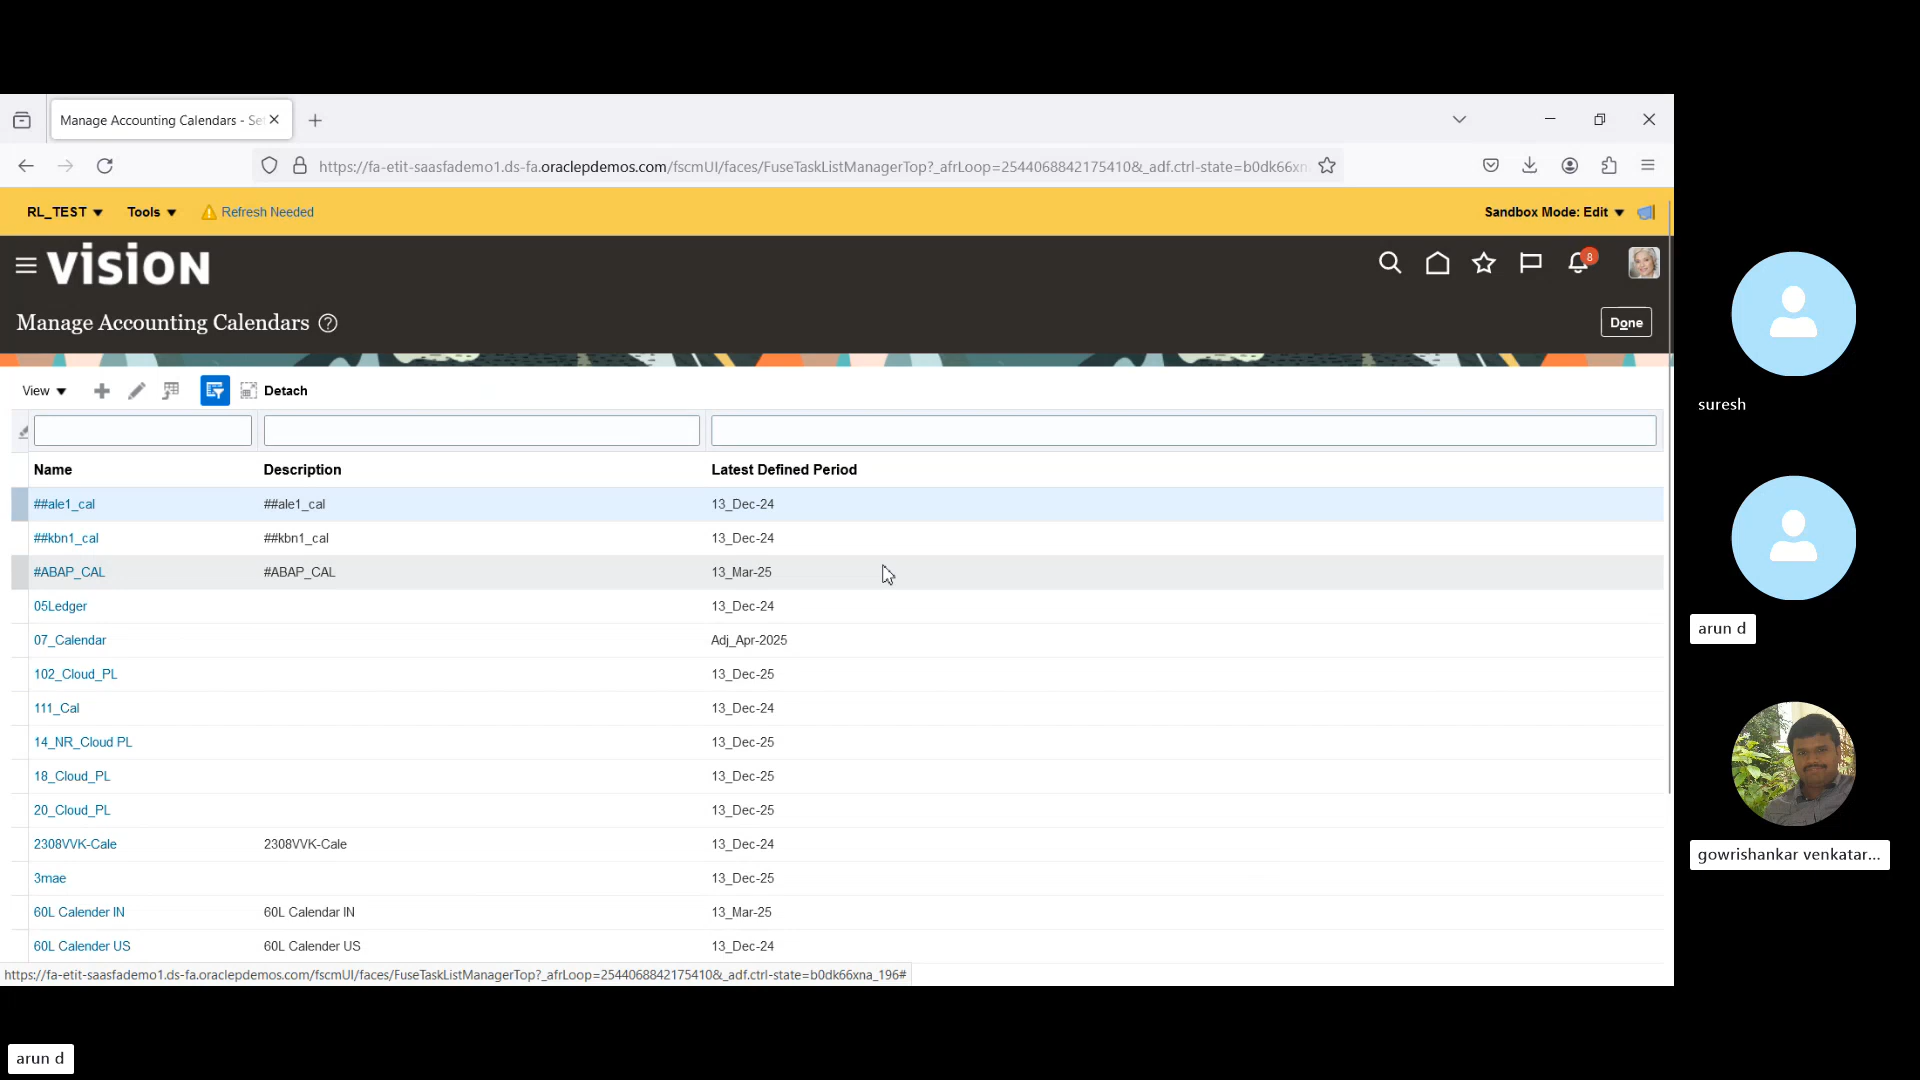 Manage Accounting Calendars - Se
https://fa-etit-saasfademo1.ds-fa.oraclepdemos.com/fscmUI/faces/FuseTaskListManagerTop?_afrLoop=2544068842175410&_adf.ctrl-state=b0dk66xn
RL_TEST Tools Refresh Needed Sandbox Mode: Edit
VISION 8
Manage Accounting Calendars ? Done
View Detach
Name Description Latest Defined Period
##ale1_cal ##ale1_cal 13_Dec-24
##kbn1_cal ##kbn1_cal 13_Dec-24
#ABAP_CAL #ABAP_CAL 13_Mar-25
05Ledger 13_Dec-24
07_Calendar Adj_Apr-2025
102_Cloud_PL 13_Dec-25
111_Cal 13_Dec-24
14_NR_Cloud PL 13_Dec-25
18_Cloud_PL 13_Dec-25
20_Cloud_PL 13_Dec-25
2308VVK-Cale 2308VVK-Cale 13_Dec-24
3mae 13_Dec-25
60L Calender IN 60L Calendar IN 13_Mar-25
60L Calender US 60L Calender US 13_Dec-24
https://fa-etit-saasfademo1.ds-fa.oraclepdemos.com/fscmUI/faces/FuseTaskListManagerTop?_afrLoop=2544068842175410&_adf.ctrl-state=b0dk66xna_196#
suresh
arun d
gowrishankar venkatar...
arun d